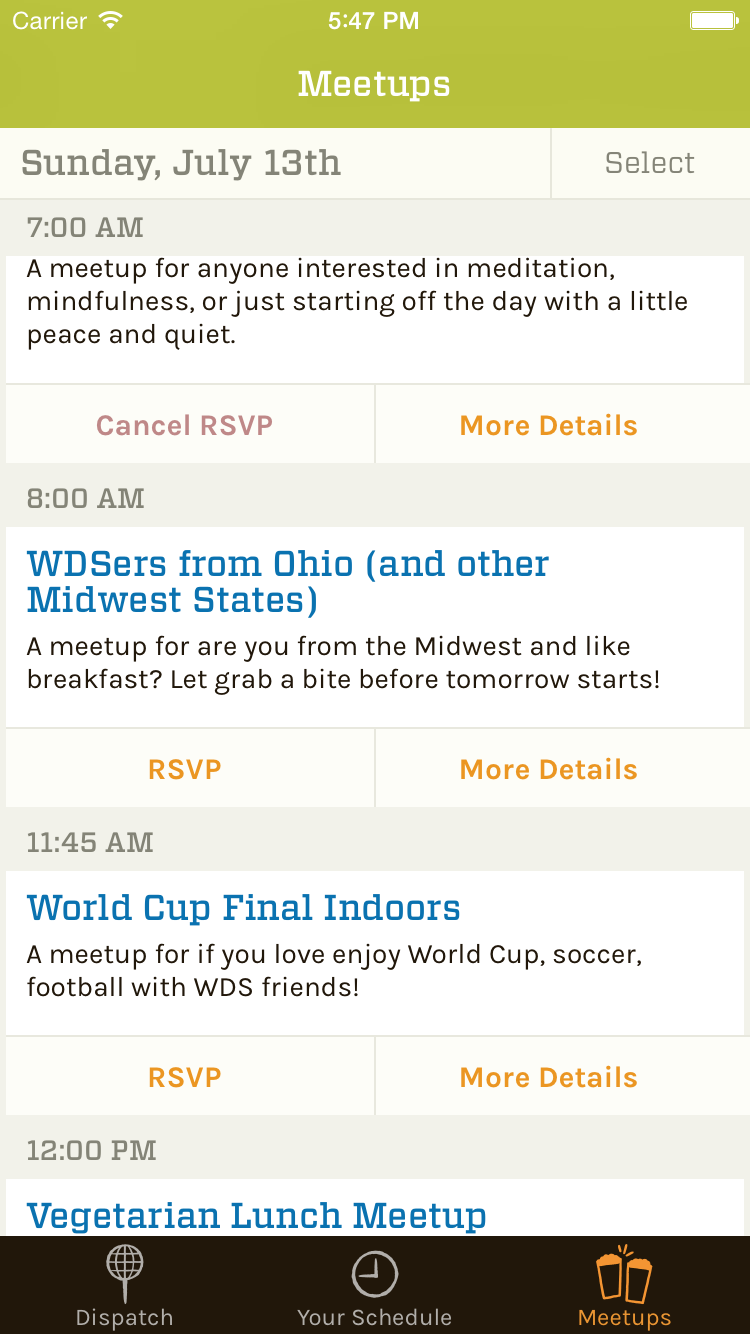 Carrier 5:47 PM
Meetups
Sunday, July 13th Select
7:00 AM
A meetup for anyone interested in meditation,
mindfulness, or just starting off the day with a little
peace and quiet.
Cancel RSVP More Details
8:00 AM
WDSers from Ohio (and other
Midwest States)
A meetup for are you from the Midwest and like
breakfast? Let grab a bite before tomorrow starts!
RSVP More Details
11:45 AM
World Cup Final Indoors
A meetup for if you love enjoy World Cup, soccer,
football with WDS friends!
RSVP More Details
12:00 PM
Vegetarian Lunch Meetup
Dispatch Your Schedule Meetups